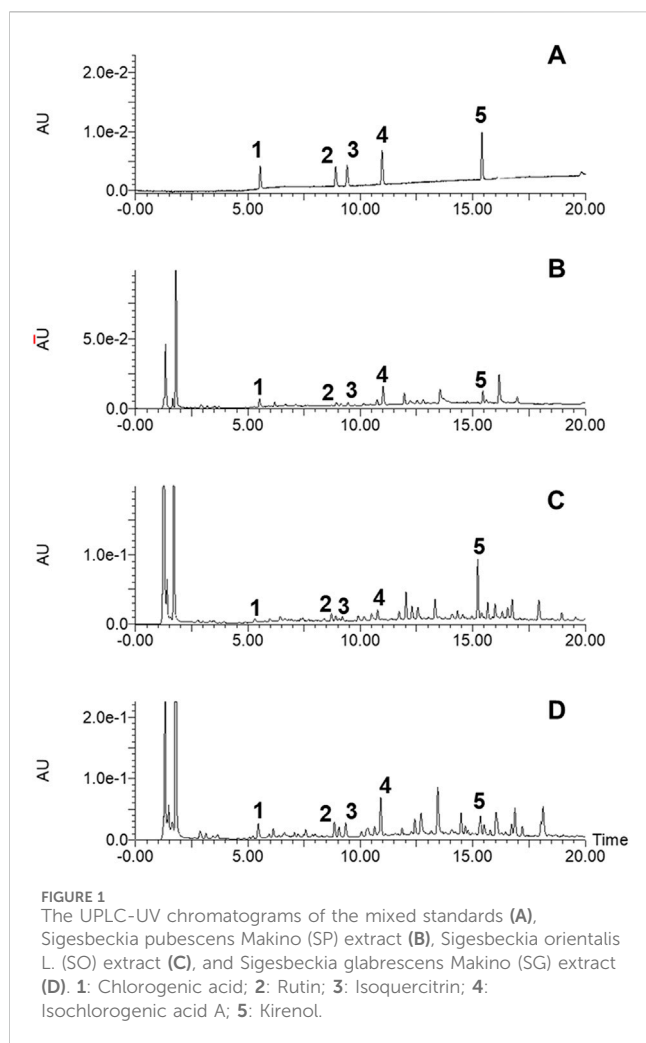 A
2.0e-2
AU
1.0e-2
0.0
1 2 3 4 5
-0.00 5.00 10.00 15.00 20.00
B
AU
5.0e-2
0.0
1 2 3 4 5
-0.00 5.00 10.00 15.00 20.00
C
AU
1.0e-1
0.0
1 2 3 4 5
-0.00 5.00 10.00 15.00 20.00
D
2.0e-1
AU
1.0e-1
0.0
1 2 3 4 5
Time
-0.00 5.00 10.00 15.00 20.00
FIGURE 1
The UPLC-UV chromatograms of the mixed standards (A),
Sigesbeckia pubescens Makino (SP) extract (B), Sigesbeckia orientalis
L. (SO) extract (C), and Sigesbeckia glabrescens Makino (SG) extract
(D). 1: Chlorogenic acid; 2: Rutin; 3: Isoquercitrin; 4:
Isochlorogenic acid A; 5: Kirenol.